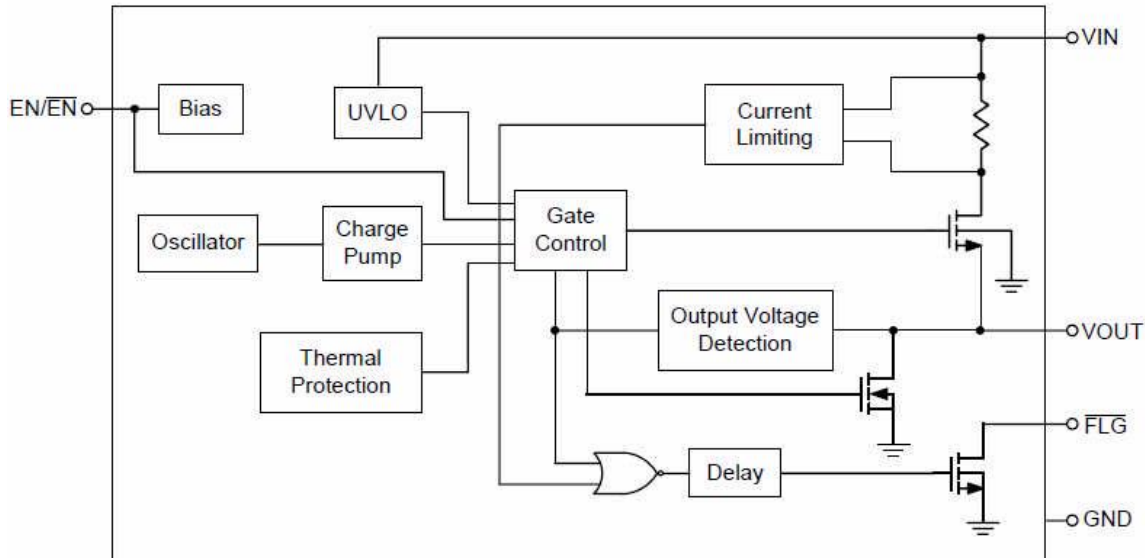 VIN
EN/EN
Bias
UVLO
Current
Limiting
Gate
Control
Oscillator
Charge
Pump
Output Voltage
Detection
VOUT
Thermal
Protection
FLG
Delay
GND